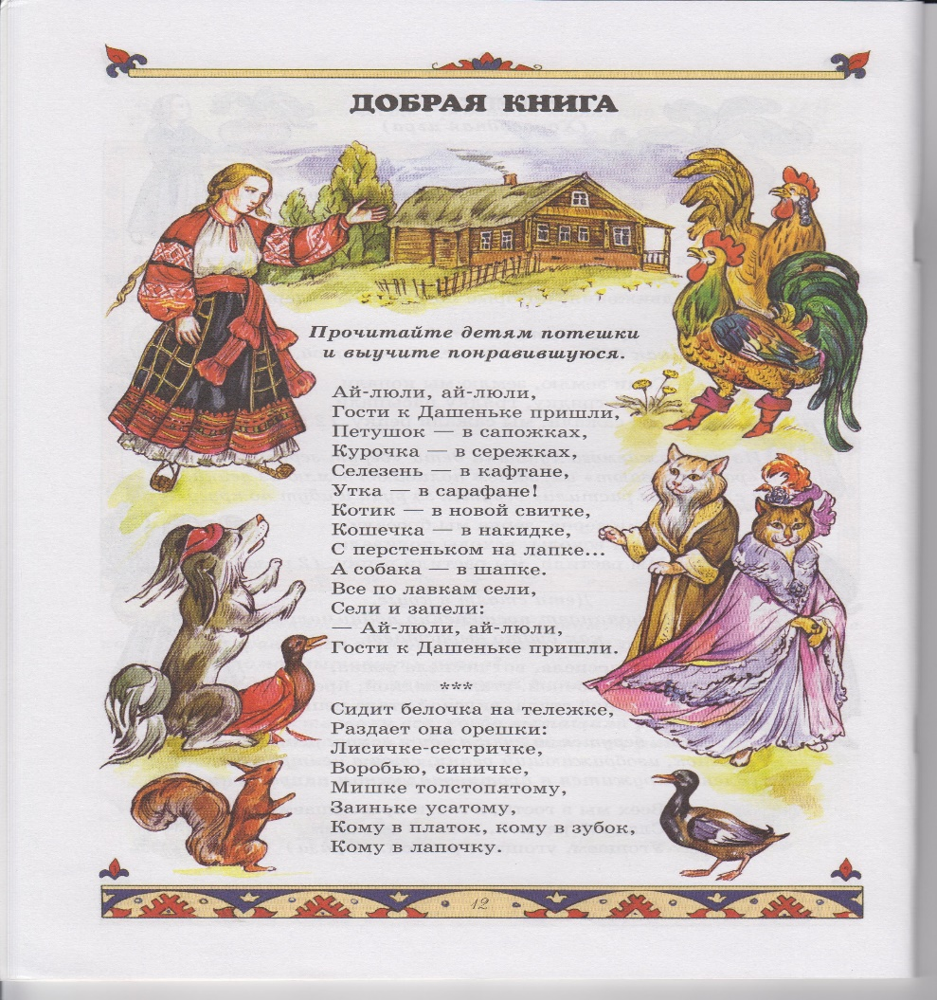 ДОБРАЯ КНИГА
Прочитайте детям потешки
и выучите понравившуюся.
Ай-люли, ай-люли,
Гости к Дашеньке пришли,
Петушок — в сапожках,
Курочка — в сережках,
Селезень — в кафтане,
Утка — в сарафане!
Котик — в новой свитке,
Кошечка — в накидке,
С перстеньком на лапке...
А собака — в шапке.
Все по лавкам сели,
Сели и запели:
— Ай-люли, ай-люли,
Гости к Дашеньке пришли.
***
Сидит белочка на тележке,
Раздает она орешки:
Лисичке-сестричке,
Воробью, синичке,
Мишке толстопятому,
Заиньке усатому,
Кому в платок, кому в зубок,
Кому в лапочку.
12